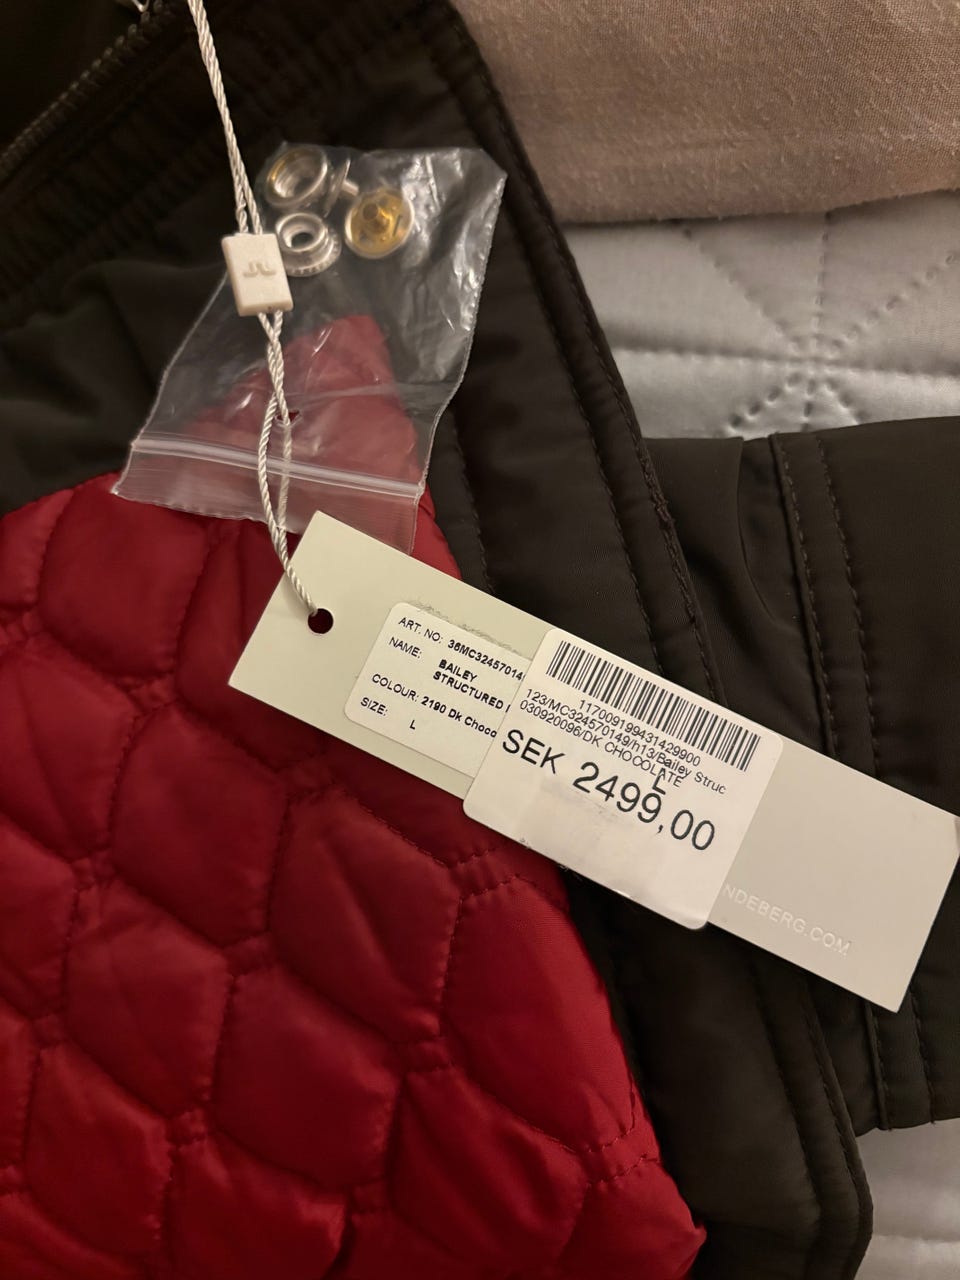 ART. NO: 36MC32457014
NAME: BAILEY
STRUCTURED
COLOUR: 2190 Dk Choco
SIZE: L
117009199431429900
123/MC324570149/h13/Bailey Struc
030920096/DK CHOCOLATE
L
SEK 2499,00
NDEBERG.COM